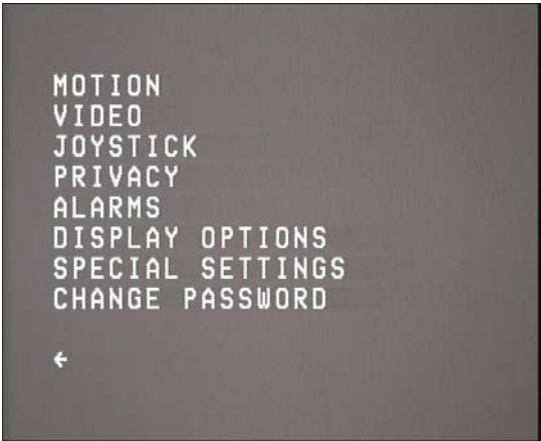 MOTION
VIDEO
JOYSTICK
PRIVACY
ALARMS
DISPLAY OPTIONS
SPECIAL SETTINGS
CHANGE PASSWORD
←